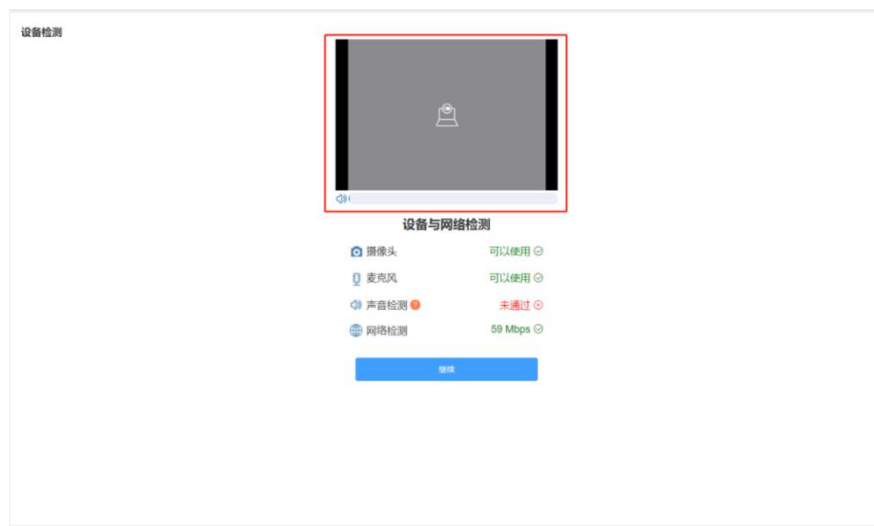 设备检测
设备与网络检测
摄像头 可以使用
麦克风 可以使用
声音检测 未通过
网络检测 59 Mbps
继续